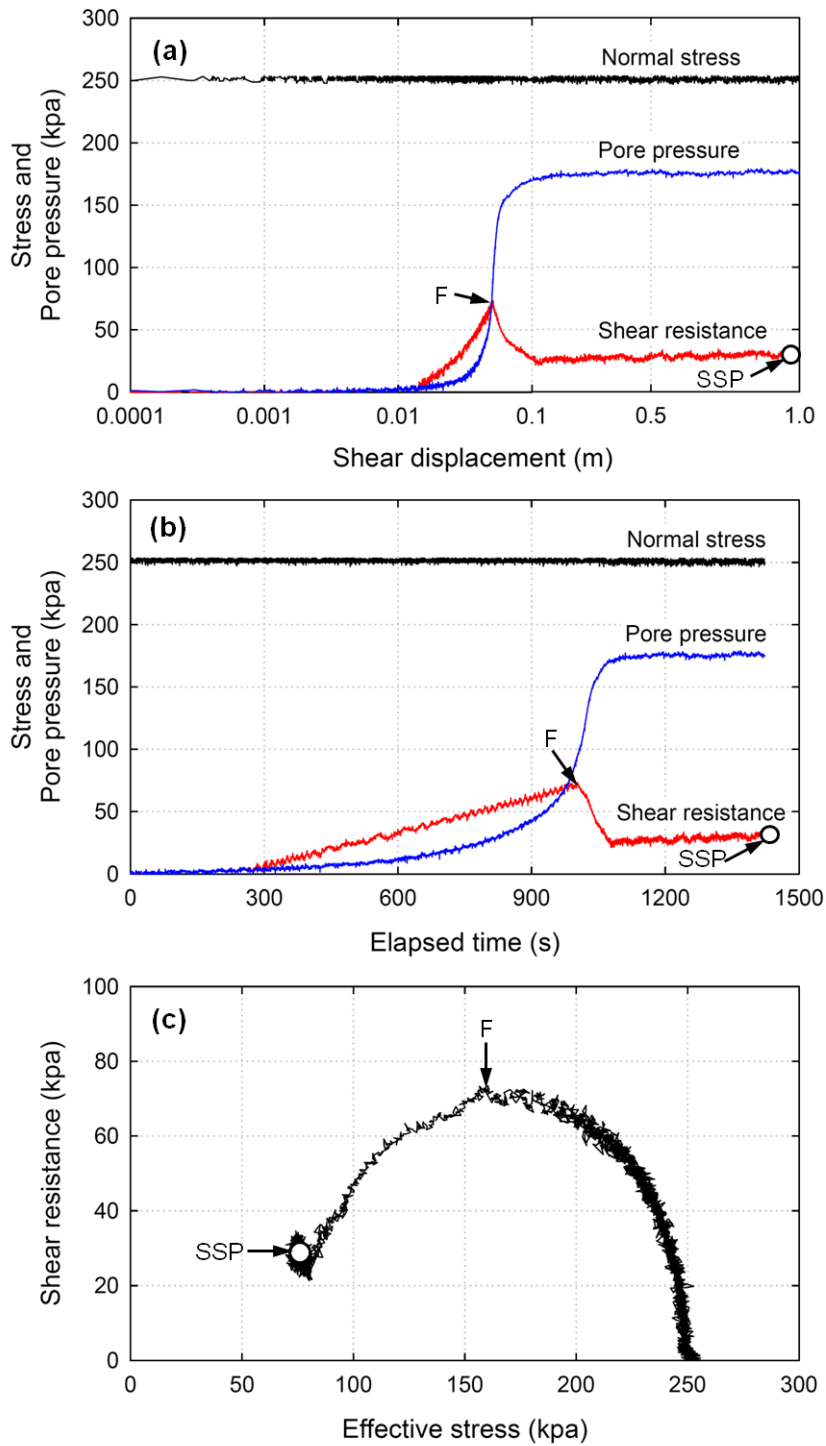 300
(a)
Normal stress
250
200
Pore pressure
150
100
F
50
Shear resistance
SSP
0
0.0001
0.001
0.01
0.1
0.5
1.0
Stress and
Pore pressure (kpa)
Shear displacement (m)
300
(b)
Normal stress
250
200
Pore pressure
150
100
F
50
Shear resistance
SSP
0
0
300
600
900
1200
1500
Stress and
Pore pressure (kpa)
Elapsed time (s)
100
(c)
F
80
60
40
SSP
20
0
0
50
100
150
200
250
300
Shear resistance (kpa)
Effective stress (kpa)